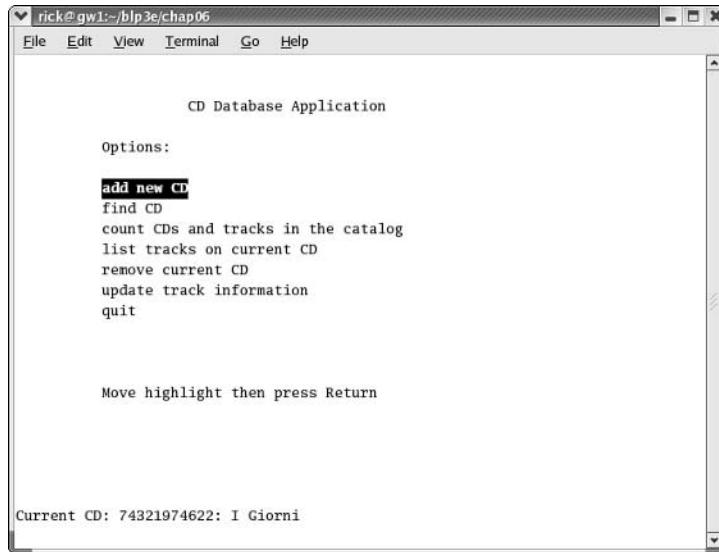 rick@gw1:~/blp3e/chap06
File Edit View Terminal Go Help
CD Database Application
Options:
add new CD
find CD
count CDs and tracks in the catalog
list tracks on current CD
remove current CD
update track information
quit
Move highlight then press Return
Current CD: 74321974622: I Giorni